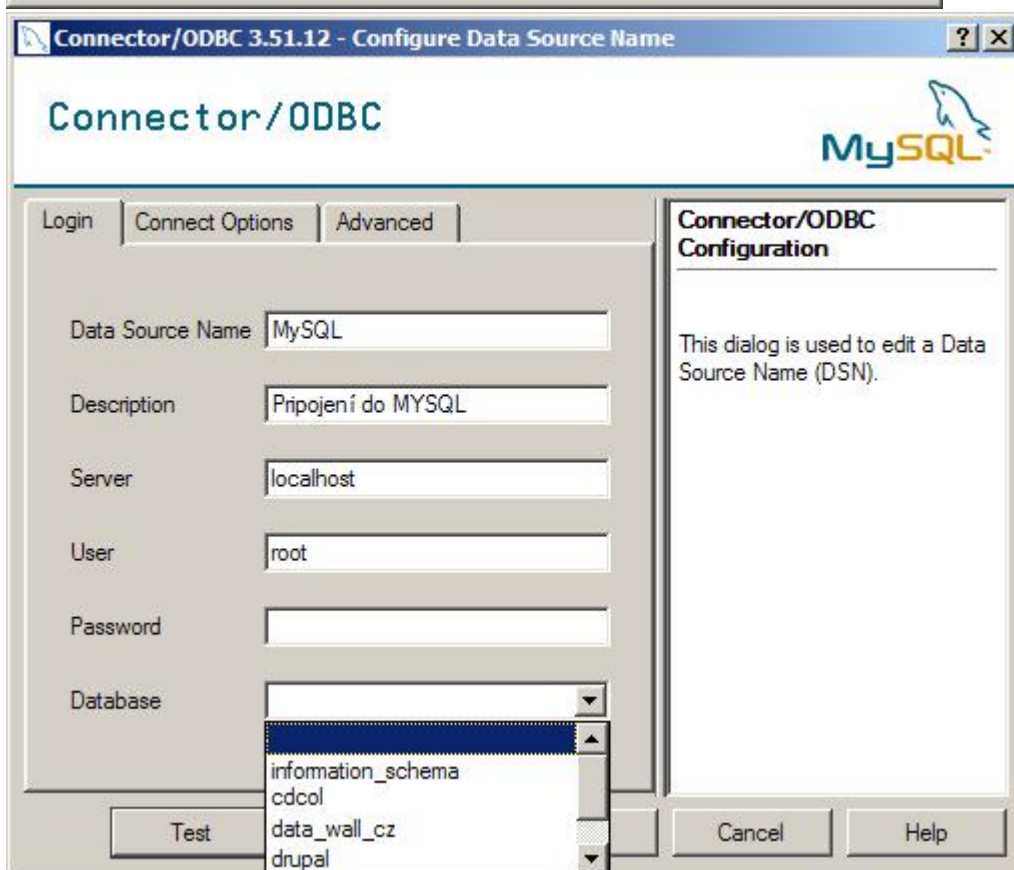 Connector/ODBC 3.51.12 - Configure Data Source Name
Connector/ODBC
MySQL
Login
Connect Options
Advanced
Data Source Name
MySQL
Description
Pripojení do MYSQL
Server
localhost
User
root
Password
Database
information_schema
cdcol
data_wall_cz
drupal
Test
Connector/ODBC
Configuration
This dialog is used to edit a Data
Source Name (DSN).
Cancel
Help